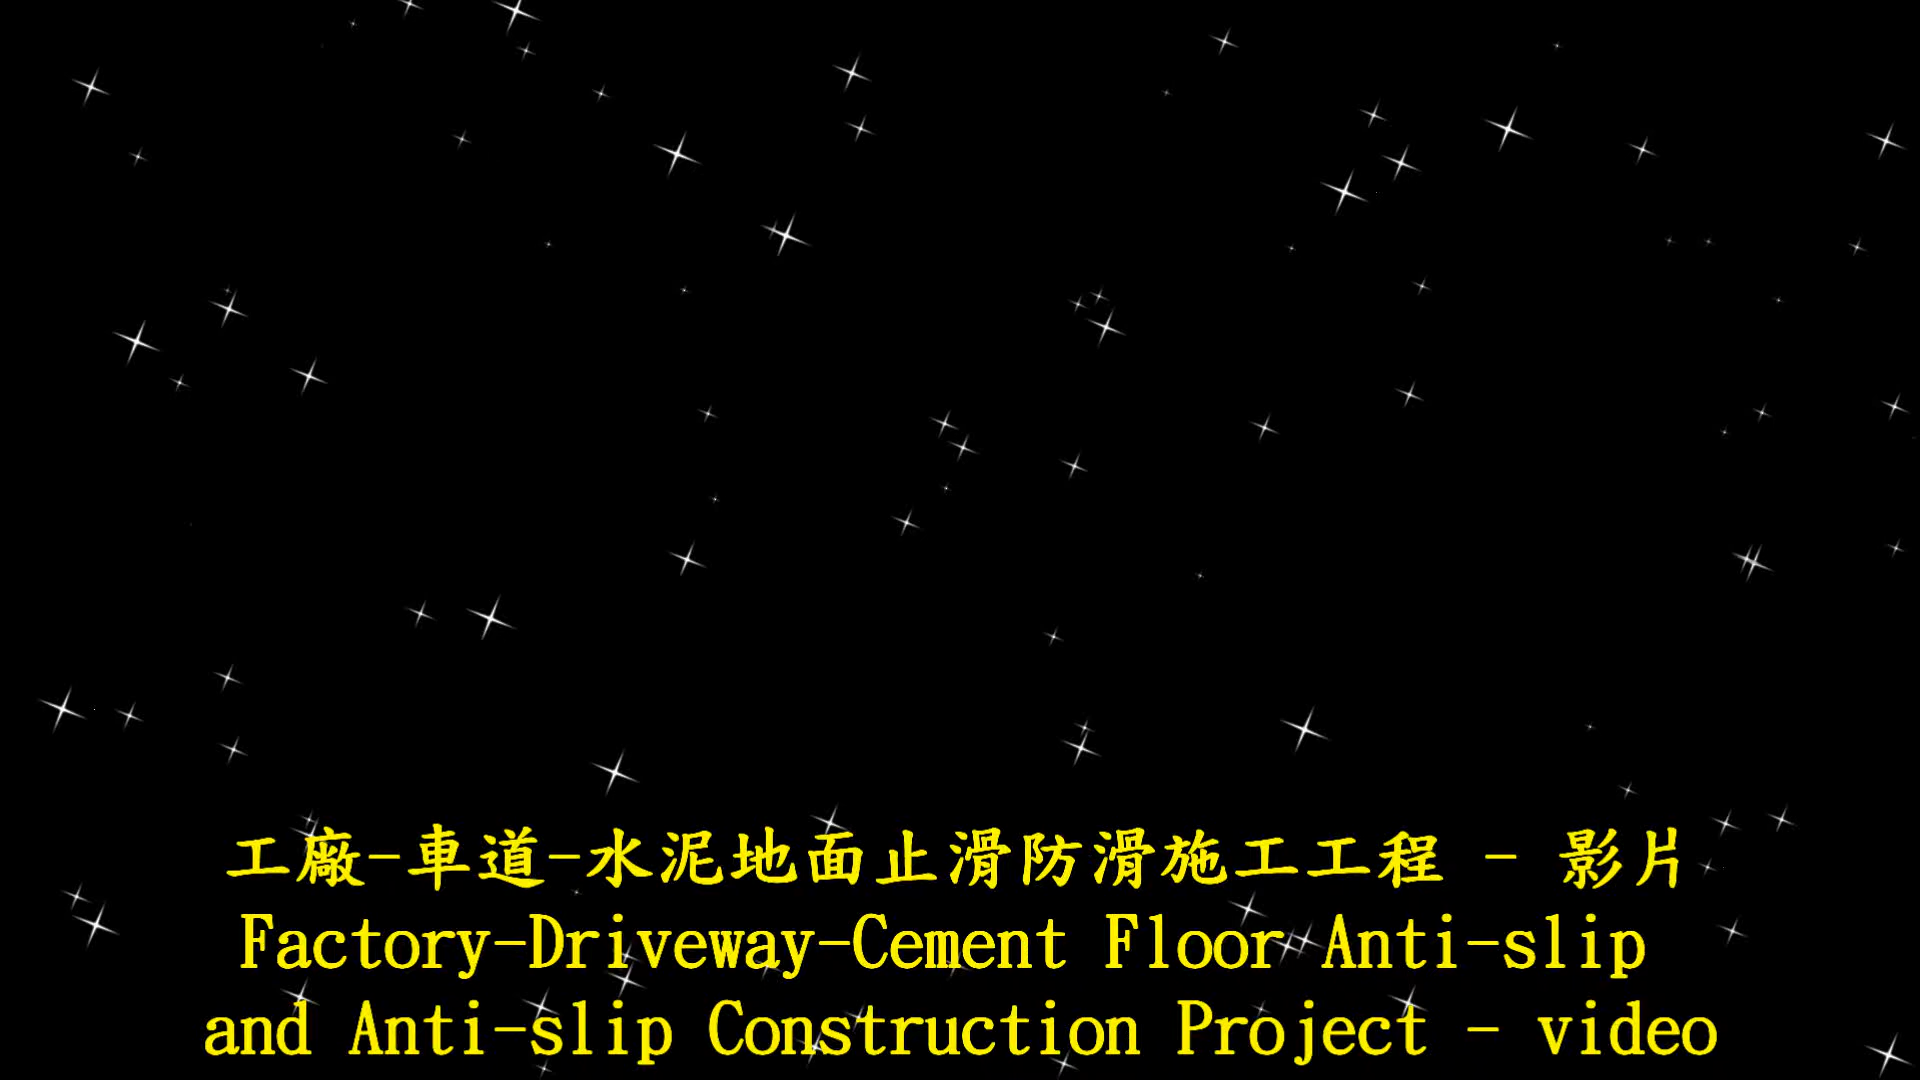 工廠-車道-水泥地面止滑防滑施工工程 - 影片
Factory-Driveway-Cement Floor Anti-slip
and Anti-slip Construction Project - video